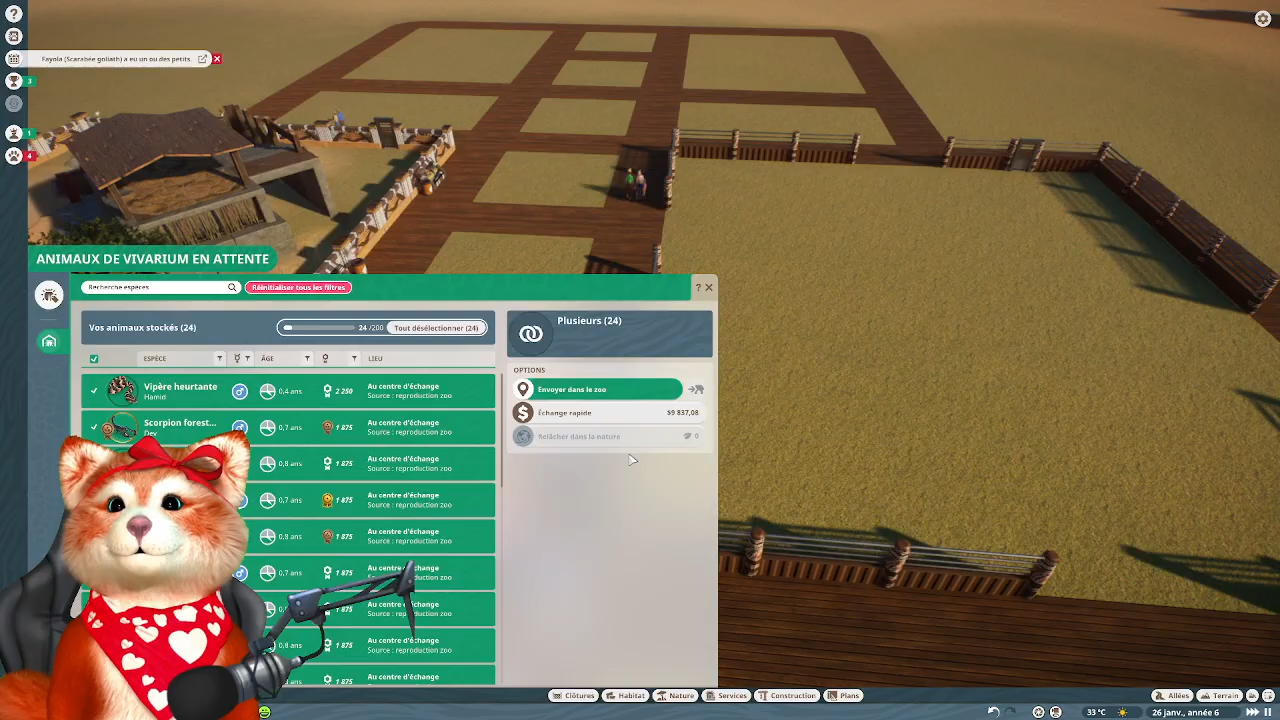 Fayola (Scarabée goliath) a eu un ou des petits.
3
1
4
ANIMAUX DE VIVARIUM EN ATTENTE
Recherche espèces
Réinitialiser tous les filtres
?
Vos animaux stockés (24)
24 /200
Tout désélectionner (24)
ESPÈCE
ÂGE
LIEU
Vipère heurtante
Hamid
0,4 ans
2 250
Au centre d'échange
Source : reproduction zoo
Scorpion forest...
Dex
0,7 ans
1 875
Au centre d'échange
Source : reproduction zoo
0,8 ans
1 875
Au centre d'échange
Source : reproduction zoo
0,7 ans
1 875
Au centre d'échange
Source : reproduction zoo
0,8 ans
1 875
Au centre d'échange
Source : reproduction zoo
0,7 ans
1 875
Au centre d'échange
Source : reproduction zoo
1 875
Au centre d'échange
Source : reproduction zoo
0,8 ans
1 875
Au centre d'échange
Source : reproduction zoo
ans
1 875
Au centre d'échange
Plusieurs (24)
OPTIONS
Envoyer dans le zoo
Échange rapide
$9 837,08
Relâcher dans la nature
0
Clôtures
Habitat
Nature
Services
Construction
Plans
Allées
Terrain
33°C
26 janv., année 6